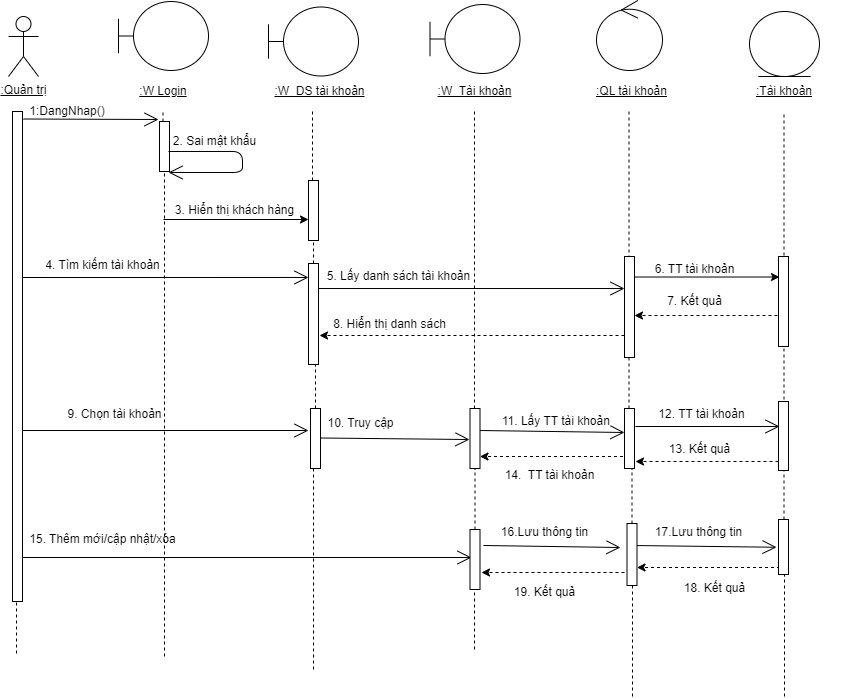 :Quản trị
:W Login
:W_DS tài khoản
:W_Tài khoản
:QL tài khoản
:Tài khoản
1:DangNhap()
2. Sai mật khẩu
3. Hiển thị khách hàng
4. Tìm kiếm tài khoản
5. Lấy danh sách tài khoản
6. TT tài khoản
7. Kết quả
8. Hiển thị danh sách
9. Chọn tài khoản
10. Truy cập
11. Lấy TT tài khoản
12. TT tài khoản
13. Kết quả
14. TT tài khoản
15. Thêm mới/cập nhật/xóa
16.Lưu thông tin
17.Lưu thông tin
18. Kết quả
19. Kết quả